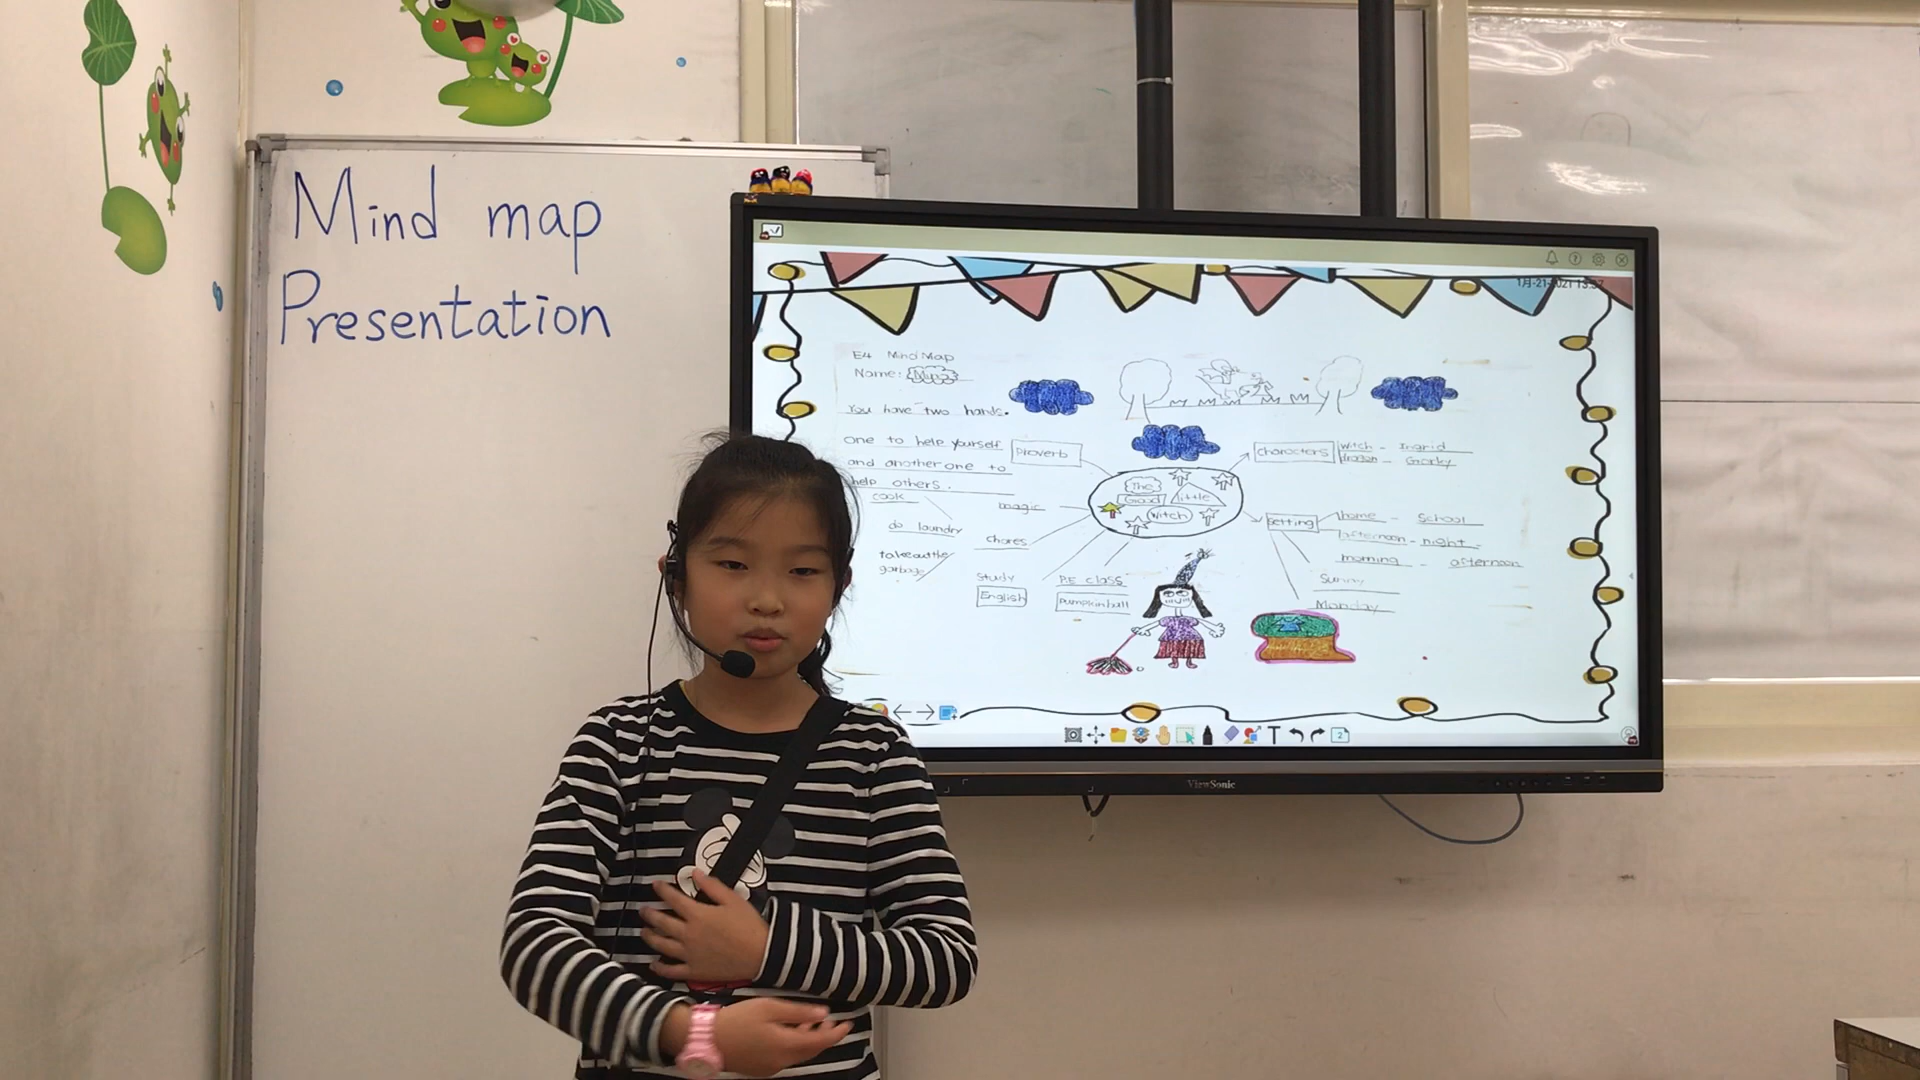 Mind map
Presentation
E4 Mind Map
Name:
You have two hands.
one to help yourself
and another one to
help others.
Proverb
cook
do laundry
take out the
garbage
magic
chores
Study
English
P.E class
Pumpkin ball
The
Good little
Witch
characters
witch - Ingrid
dragon - Gorky
setting
home - School
afternoon - night
morning - afternoon
Sunny
Monday
T
2
ViewSonic